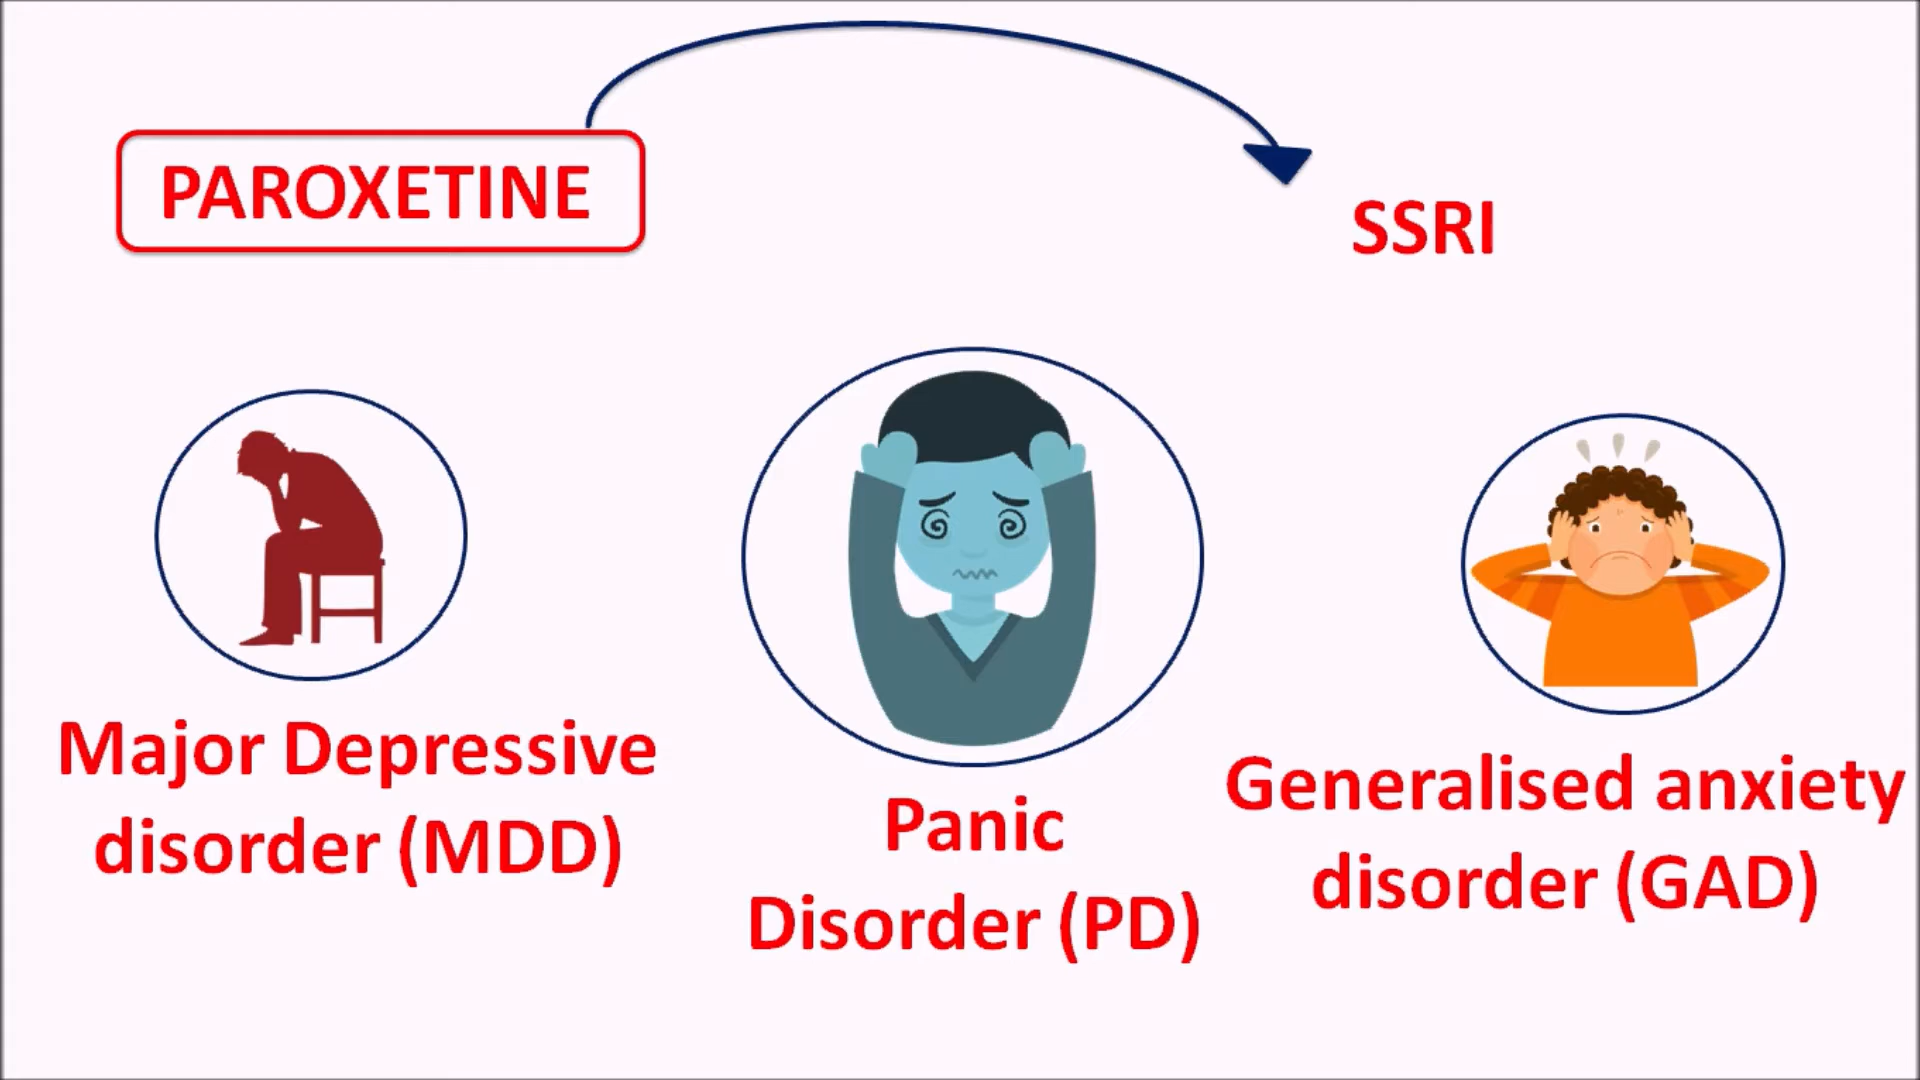 PAROXETINE
SSRI
Major Depressive
disorder (MDD)
Panic
Disorder (PD)
Generalised anxiety
disorder (GAD)